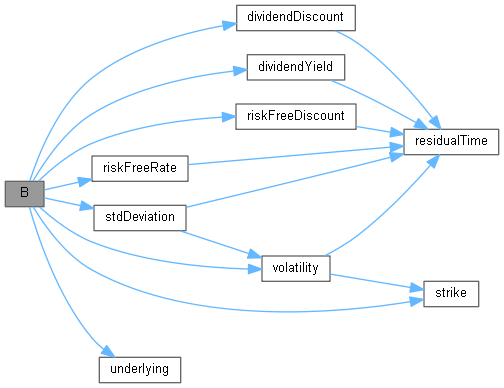 dividendDiscount
dividendYield
riskFreeDiscount
residualTime
riskFreeRate
B
stdDeviation
volatility
strike
underlying